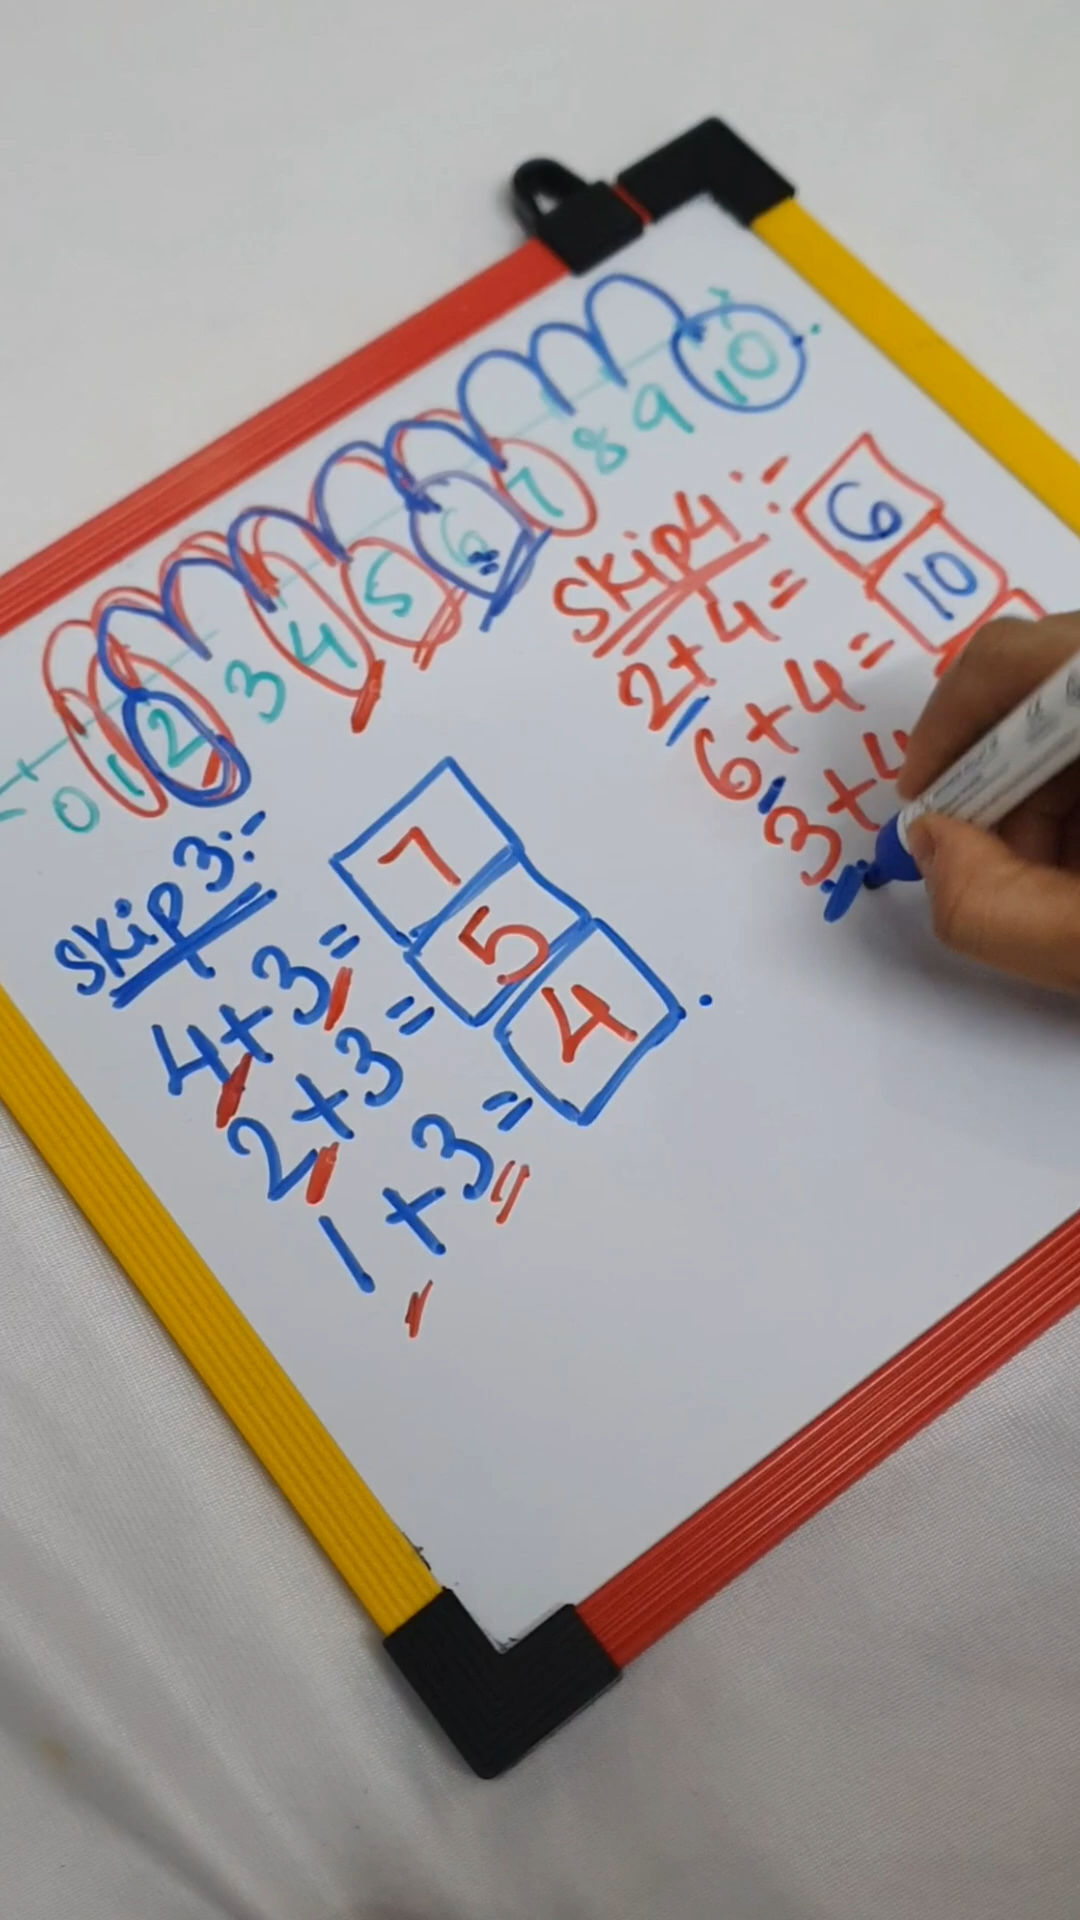 0 1 2 3 4 5 6 7 8 9 10
Skip 3:-
4+3= 7
2+3= 5
1+3= 4
Skip 4:-
2+4= 6
6+4= 10
3+4